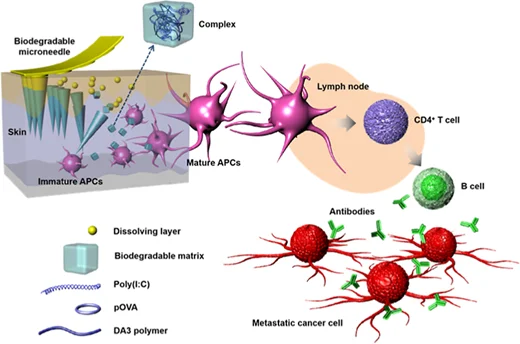 Complex
Biodegradable
microneedle
Lymph node
CD4⁺ T cell
Skin
Mature APCs
Immature APCs
B cell
Antibodies
Dissolving layer
Biodegradable matrix
Poly(I:C)
pOVA
DA3 polymer
Metastatic cancer cell